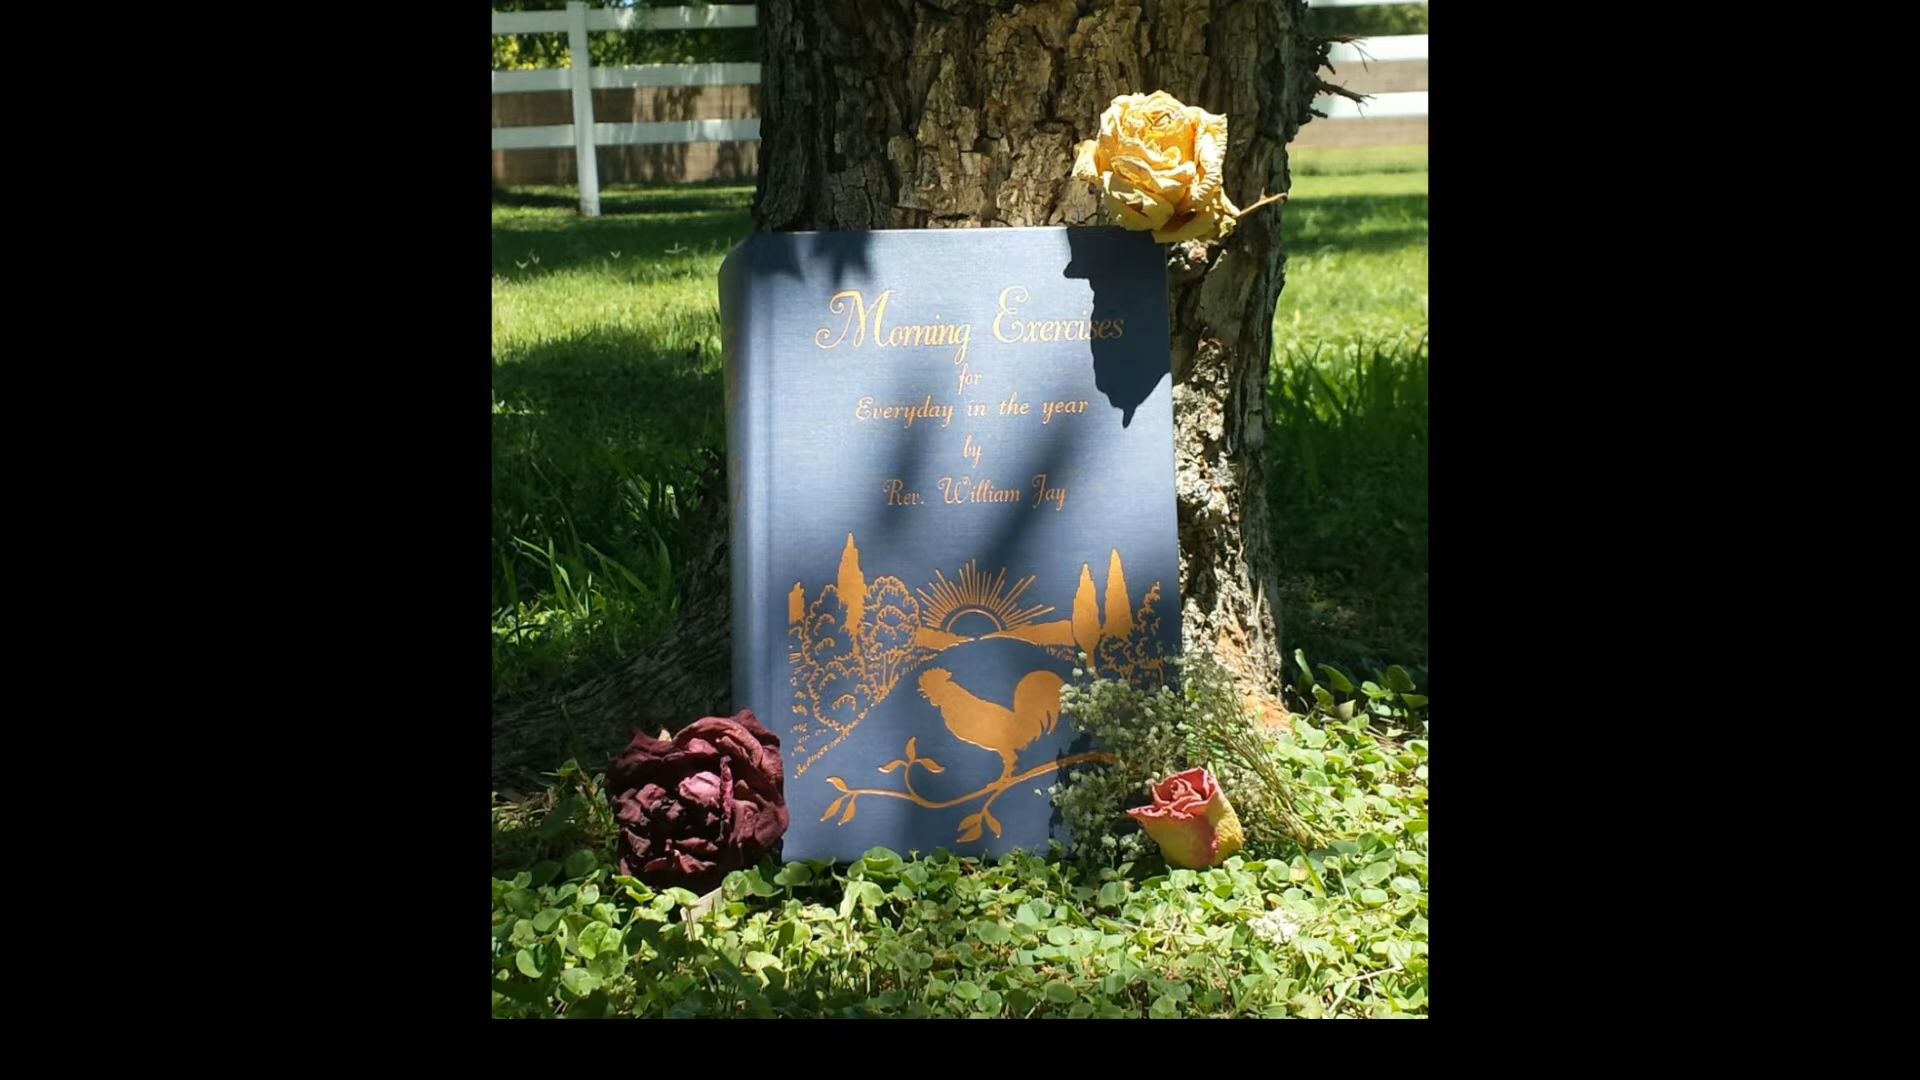 Morning Exercises
for
Everyday in the year
by
Rev. William Jay